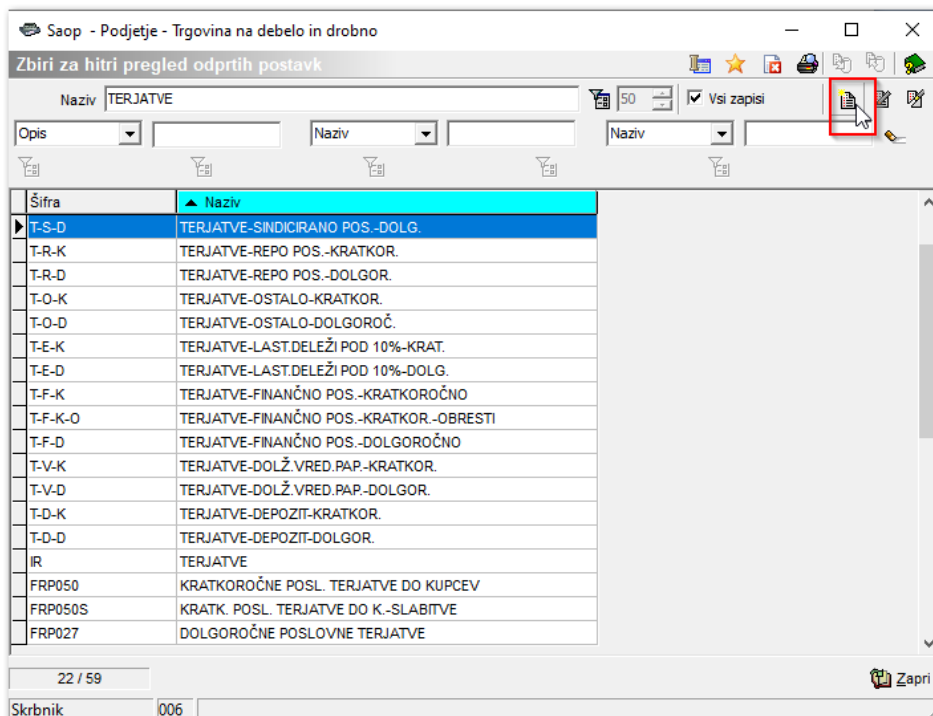 Saop - Podjetje - Trgovina na debelo in drobno
Zbiri za hitri pregled odprtih postavk
Naziv TERJATVE 50 Vsi zapisi
Opis Naziv Naziv
Šifra Naziv
T-S-D TERJATVE-SINDICIRANO POS.-DOLG.
T-R-K TERJATVE-REPO POS.-KRATKOR.
T-R-D TERJATVE-REPO POS.-DOLGOR.
T-O-K TERJATVE-OSTALO-KRATKOR.
T-O-D TERJATVE-OSTALO-DOLGOROČ.
T-E-K TERJATVE-LAST.DELEŽI POD 10%-KRAT.
T-E-D TERJATVE-LAST.DELEŽI POD 10%-DOLG.
T-F-K TERJATVE-FINANČNO POS.-KRATKOROČNO
T-F-K-O TERJATVE-FINANČNO POS.-KRATKOR.-OBRESTI
T-F-D TERJATVE-FINANČNO POS.-DOLGOROČNO
T-V-K TERJATVE-DOLŽ.VRED.PAP.-KRATKOR.
T-V-D TERJATVE-DOLŽ.VRED.PAP.-DOLGOR.
T-D-K TERJATVE-DEPOZIT-KRATKOR.
T-D-D TERJATVE-DEPOZIT-DOLGOR.
IR TERJATVE
FRP050 KRATKOROČNE POSL. TERJATVE DO KUPCEV
FRP050S KRATK. POSL. TERJATVE DO K.-SLABITVE
FRP027 DOLGOROČNE POSLOVNE TERJATVE
22 / 59 Zapri
Skrbnik 006